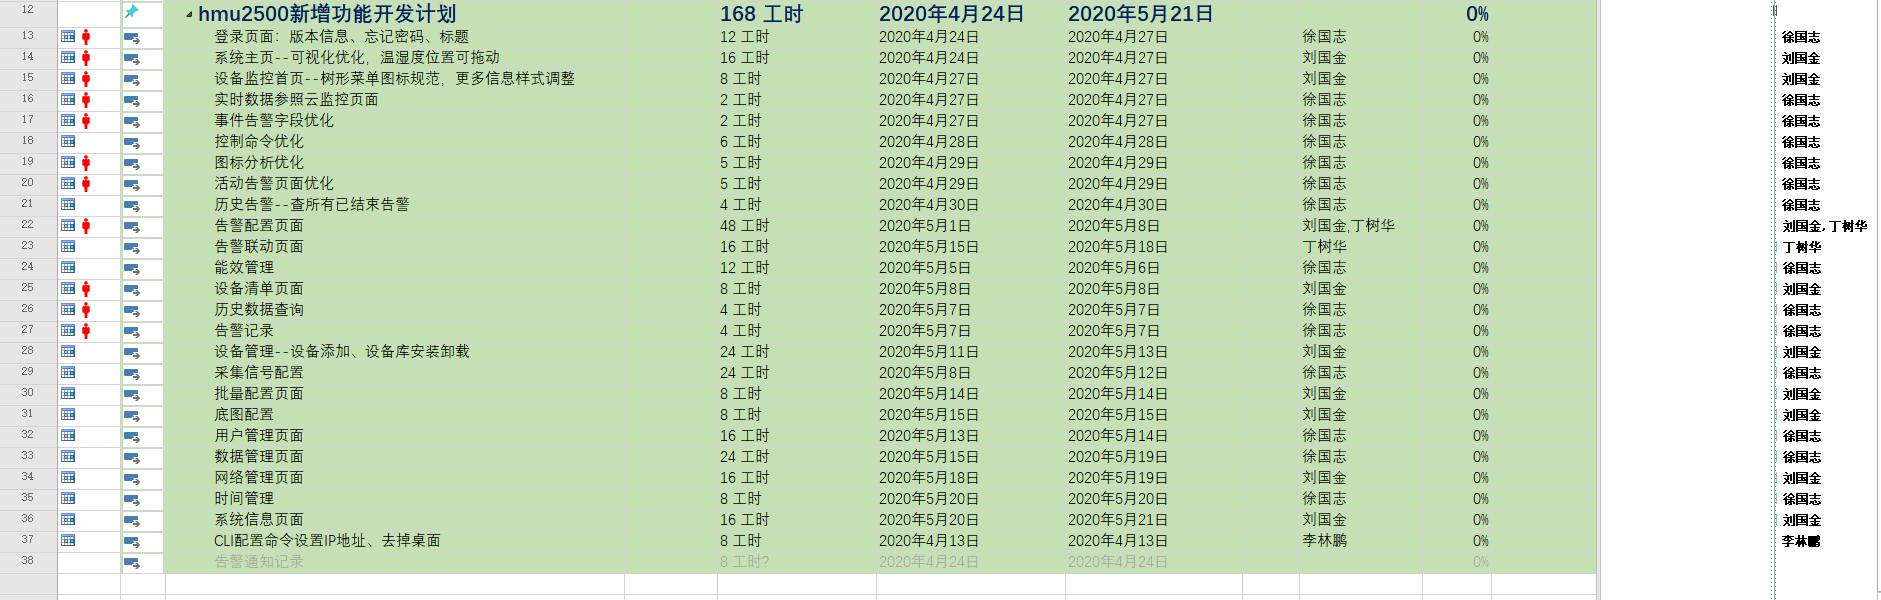 12 hmu2500新增功能开发计划 168 工时 2020年4月24日 2020年5月21日 0%
13 登录页面：版本信息、忘记密码、标题 12 工时 2020年4月24日 2020年4月27日 徐国志 0% 徐国志
14 系统主页--可视化优化，温湿度位置可拖动 16 工时 2020年4月24日 2020年4月27日 刘国金 0% 刘国金
15 设备监控首页--树形菜单图标规范，更多信息样式调整 8 工时 2020年4月27日 2020年4月27日 刘国金 0% 刘国金
16 实时数据参照云监控页面 2 工时 2020年4月27日 2020年4月27日 徐国志 0% 徐国志
17 事件告警字段优化 2 工时 2020年4月27日 2020年4月27日 徐国志 0% 徐国志
18 控制命令优化 6 工时 2020年4月28日 2020年4月28日 徐国志 0% 徐国志
19 图标分析优化 5 工时 2020年4月29日 2020年4月29日 徐国志 0% 徐国志
20 活动告警页面优化 5 工时 2020年4月29日 2020年4月29日 徐国志 0% 徐国志
21 历史告警--查所有已结束告警 4 工时 2020年4月30日 2020年4月30日 徐国志 0% 徐国志
22 告警配置页面 48 工时 2020年5月1日 2020年5月8日 刘国金,丁树华 0% 刘国金,丁树华
23 告警联动页面 16 工时 2020年5月15日 2020年5月18日 丁树华 0% 丁树华
24 能效管理 12 工时 2020年5月5日 2020年5月6日 徐国志 0% 徐国志
25 设备清单页面 8 工时 2020年5月8日 2020年5月8日 刘国金 0% 刘国金
26 历史数据查询 4 工时 2020年5月7日 2020年5月7日 徐国志 0% 徐国志
27 告警记录 4 工时 2020年5月7日 2020年5月7日 徐国志 0% 徐国志
28 设备管理--设备添加、设备库安装卸载 24 工时 2020年5月11日 2020年5月13日 刘国金 0% 刘国金
29 采集信号配置 24 工时 2020年5月8日 2020年5月12日 徐国志 0% 徐国志
30 批量配置页面 8 工时 2020年5月14日 2020年5月14日 刘国金 0% 刘国金
31 底图配置 8 工时 2020年5月15日 2020年5月15日 刘国金 0% 刘国金
32 用户管理页面 16 工时 2020年5月13日 2020年5月14日 徐国志 0% 徐国志
33 数据管理页面 24 工时 2020年5月15日 2020年5月19日 徐国志 0% 徐国志
34 网络管理页面 16 工时 2020年5月18日 2020年5月19日 刘国金 0% 刘国金
35 时间管理 8 工时 2020年5月20日 2020年5月20日 徐国志 0% 徐国志
36 系统信息页面 16 工时 2020年5月20日 2020年5月21日 刘国金 0% 刘国金
37 CLI配置命令设置IP地址、去掉桌面 8 工时 2020年4月13日 2020年4月13日 李林鹏 0% 李林鹏
38 告警通知记录 8 工时? 2020年4月24日 2020年4月24日 0%